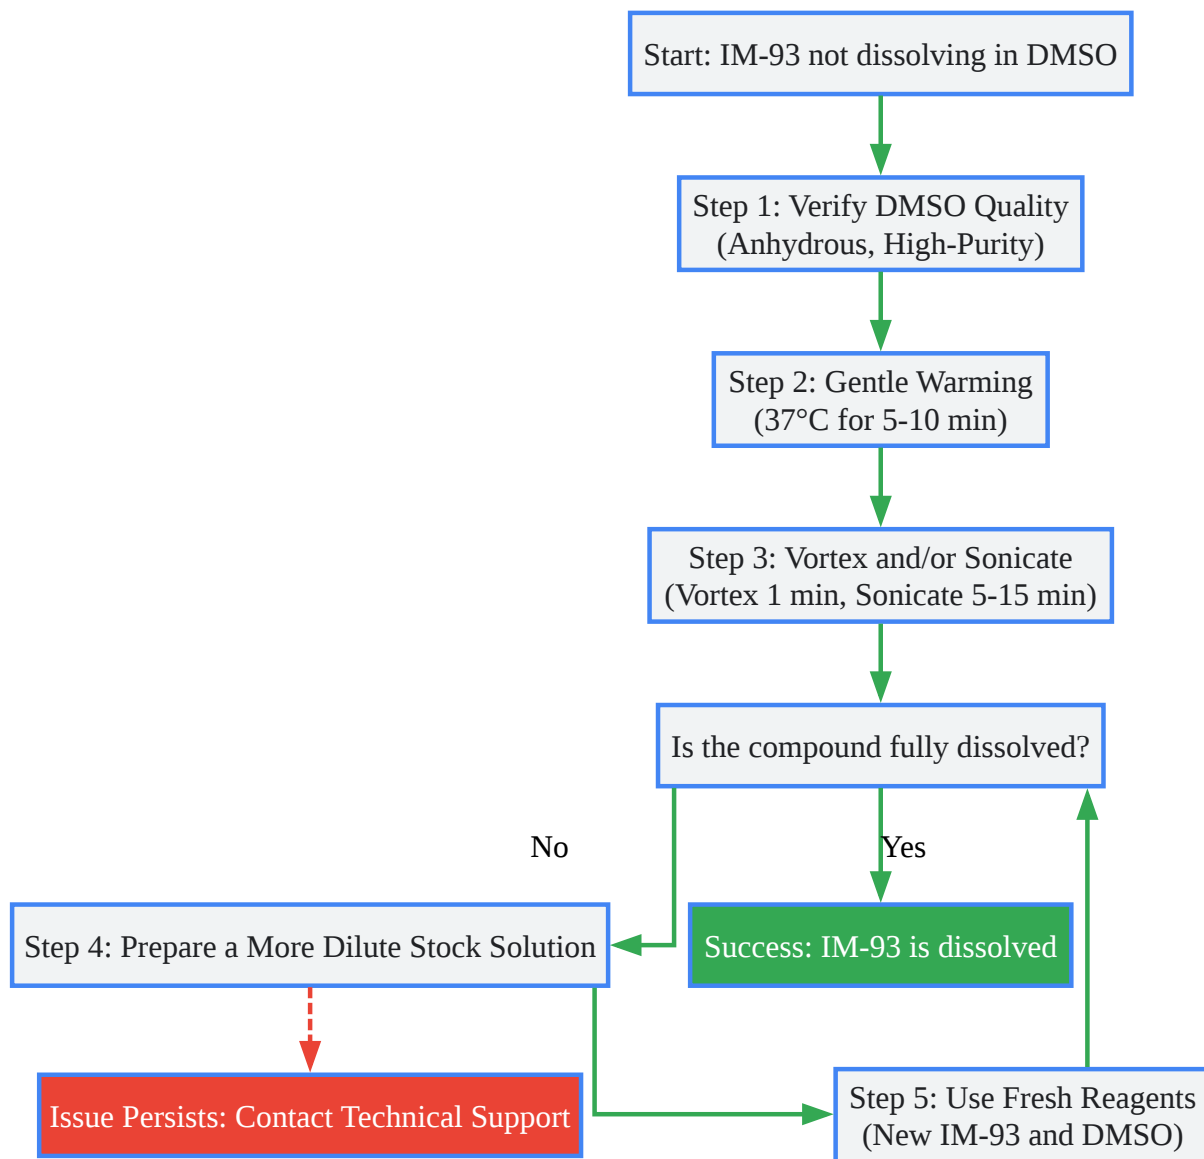 Start: IM-93 not dissolving in DMSO
Step 1: Verify DMSO Quality
(Anhydrous, High-Purity)
Step 2: Gentle Warming
(37°C for 5-10 min)
Step 3: Vortex and/or Sonicate
(Vortex 1 min, Sonicate 5-15 min)
Is the compound fully dissolved?
No
Yes
Step 4: Prepare a More Dilute Stock Solution
Success: IM-93 is dissolved
Issue Persists: Contact Technical Support
Step 5: Use Fresh Reagents
(New IM-93 and DMSO)